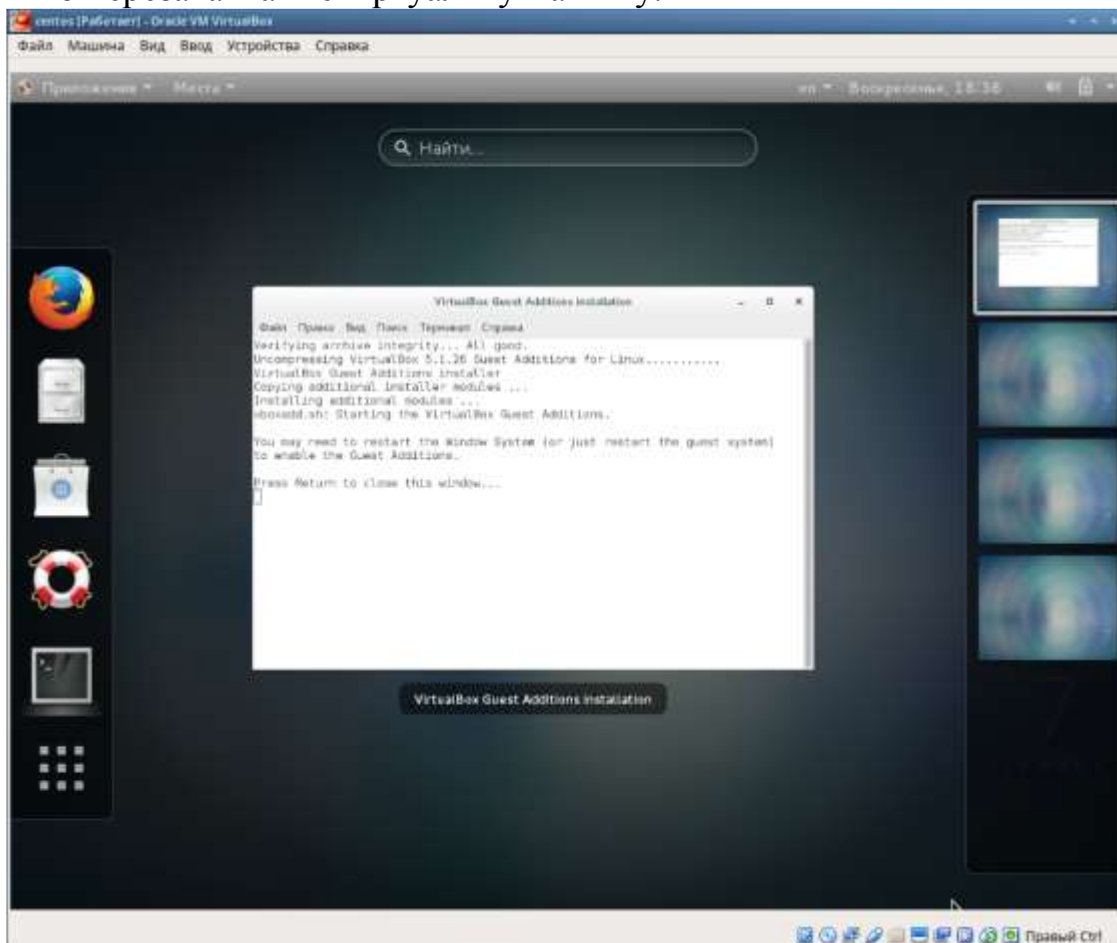 centos [Работает] - Oracle VM VirtualBox
Файл Машина Вид Ввод Устройства Справка
Приложения Места en Воскресенье, 18:36
Найти...
VirtualBox Guest Additions installation
Файл Правка Вид Поиск Терминал Справка
Verifying archive integrity... All good.
Uncompressing VirtualBox 5.1.26 Guest Additions for Linux...........
VirtualBox Guest Additions installer
Copying additional installer modules ...
Installing additional modules ...
vboxadd.sh: Starting the VirtualBox Guest Additions.
You may need to restart the Window System (or just restart the guest system)
to enable the Guest Additions.
Press Return to close this window...
VirtualBox Guest Additions installation
Правый Ctrl